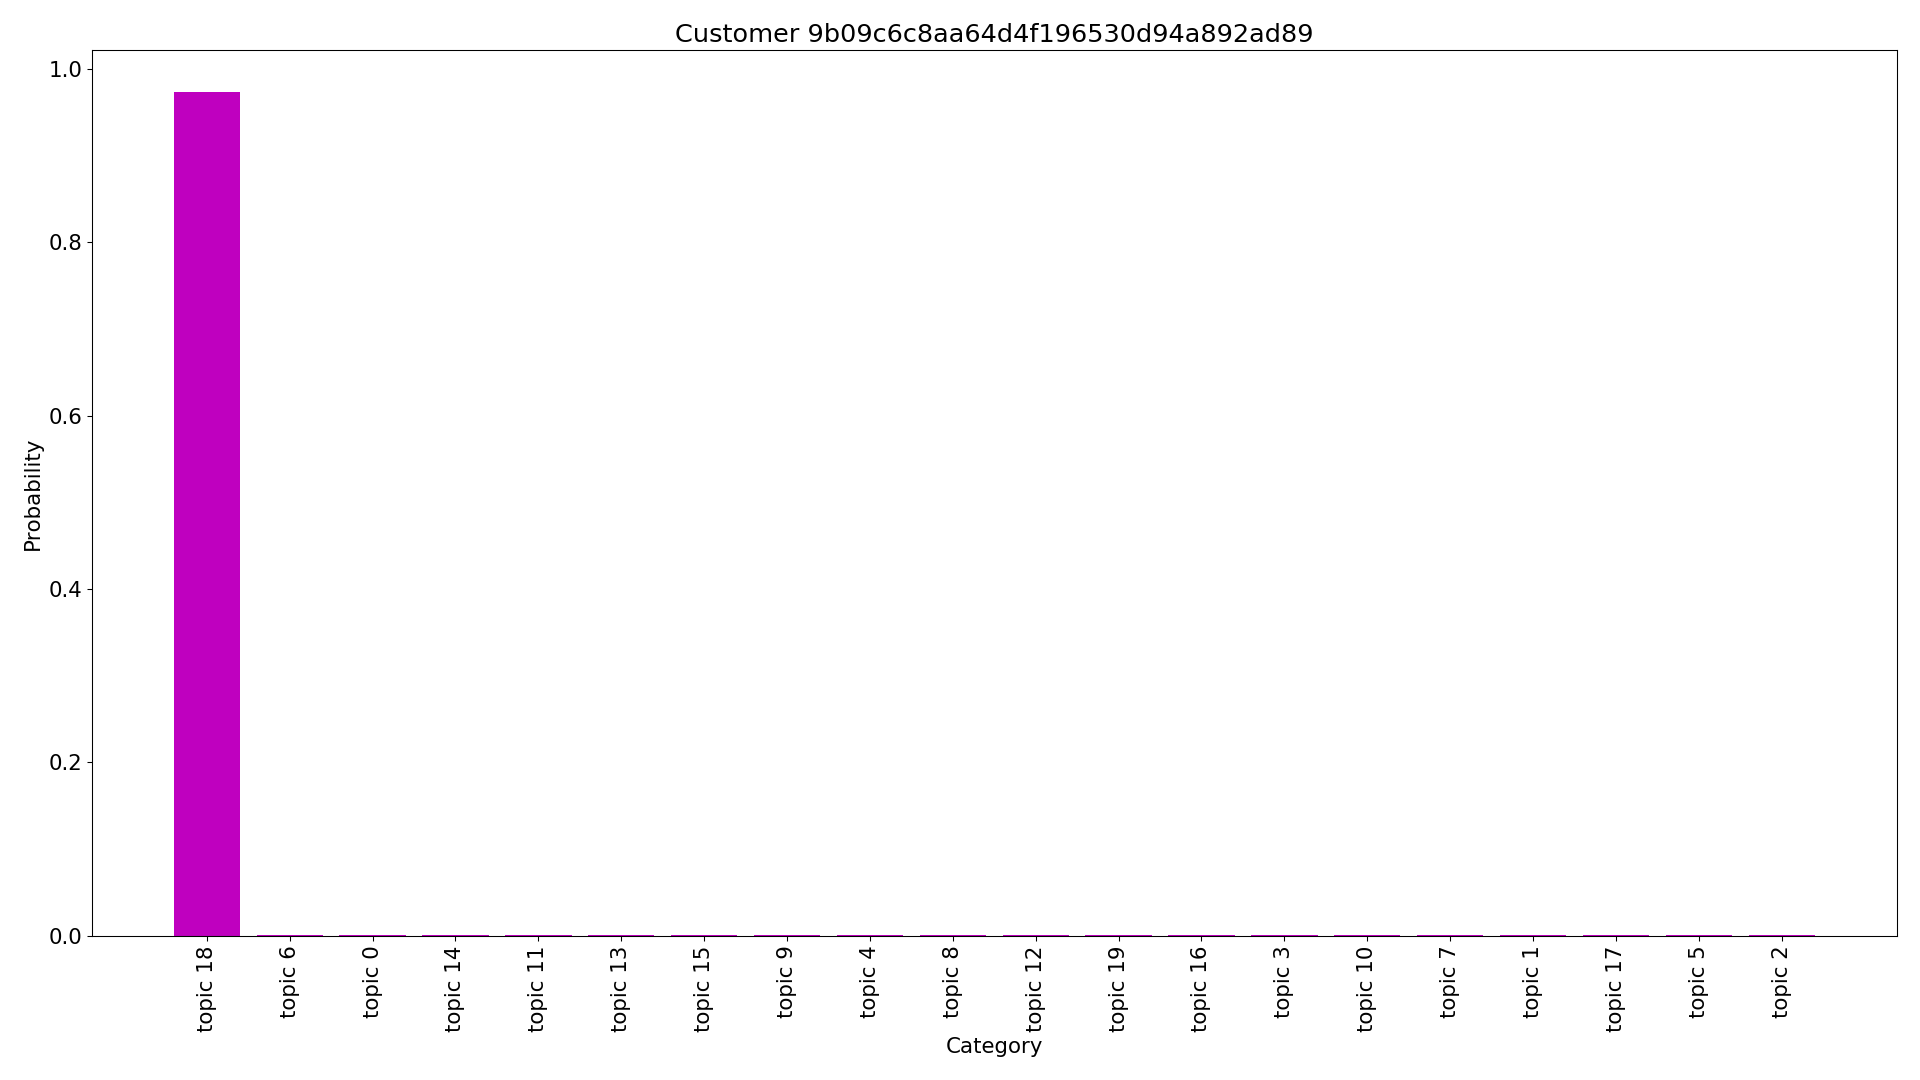 Customer 9b09c6c8aa64d4f196530d94a892ad89
1.0
0.8
0.6
0.4
0.2
0.0
Probability
topic 18
topic 6
topic 0
topic 14
topic 11
topic 13
topic 15
topic 9
topic 4
topic 8
topic 12
topic 19
topic 16
topic 3
topic 10
topic 7
topic 1
topic 17
topic 5
topic 2
Category